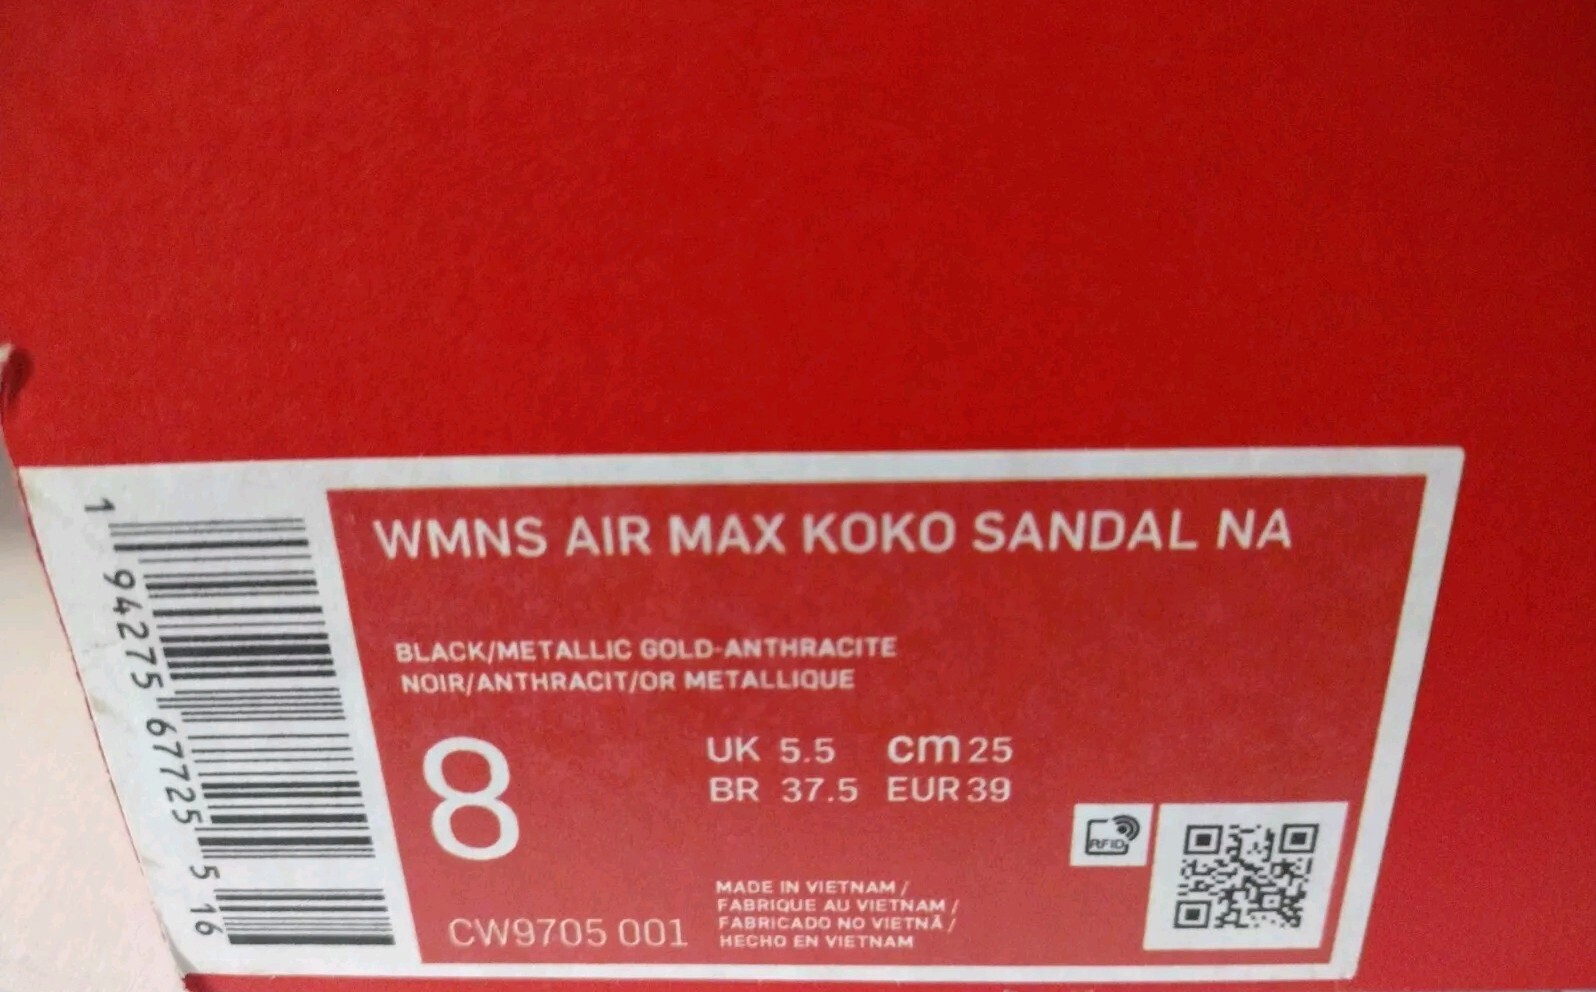 WMNS AIR MAX KOKO SANDAL NA
BLACK/METALLIC GOLD-ANTHRACITE
NOIR/ANTHRACIT/OR METALLIQUE
8
UK 5.5 cm 25
BR 37.5 EUR 39
CW9705 001
MADE IN VIETNAM /
FABRIQUE AU VIETNAM /
FABRICADO NO VIETNÃ /
HECHO EN VIETNAM
RFID
1 94275 67725 5 16